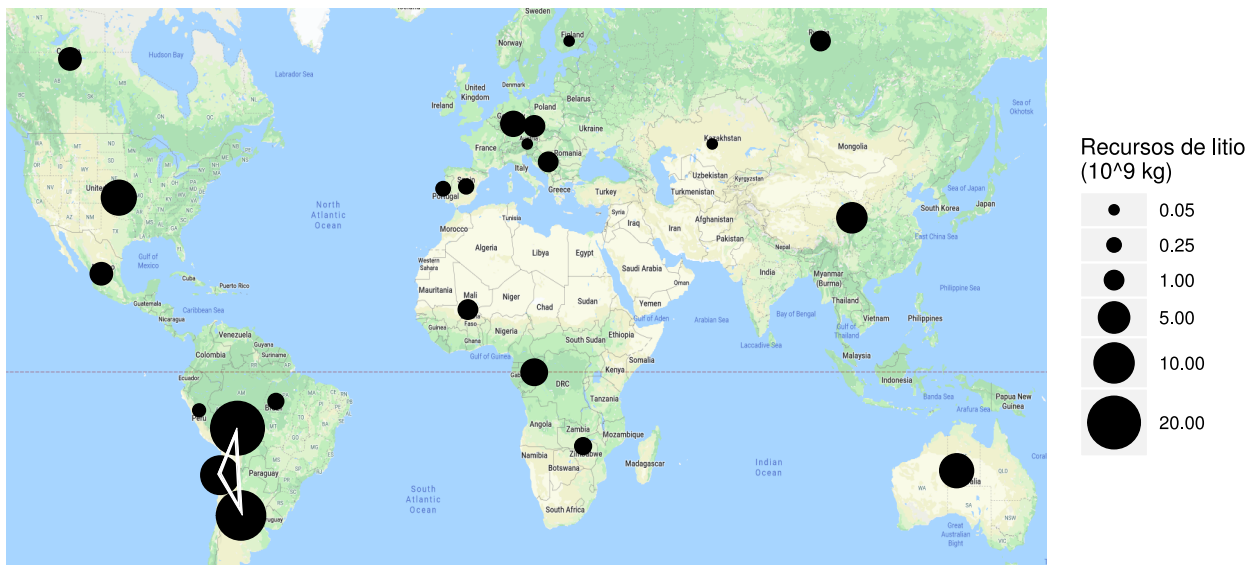 Sweden
Finland
Norway
Hudson Bay
Labrador Sea
United
Kingdom
Denmark
Ireland
Poland
Belarus
Sea of
Okhotsk
Ukraine
France
Kazakhstan
Mongolia
Romania
Italy
Uzbekistan
Kyrgyzstan
Spain
Portugal
Greece
Turkey
Turkmenistan
Sea of Japan
South Korea
Japan
North
Atlantic
Ocean
Tunisia
Syria
Iraq
Iran
Afghanistan
Pakistan
East China Sea
Morocco
Algeria
Libya
Egypt
Nepal
Gulf of
Mexico
Western
Sahara
Saudi Arabia
India
Myanmar
(Burma)
Cuba
Puerto Rico
Mauritania
Mali
Niger
Chad
Sudan
Oman
Yemen
Philippine Sea
Thailand
Guatemala
Caribbean Sea
Nicaragua
Faso
Guinea
Nigeria
Ghana
South Sudan
Ethiopia
Gulf of Aden
Arabian Sea
Bay of Bengal
Vietnam
Philippines
Gulf of
Thailand
Laccadive Sea
Venezuela
Guyana
Suriname
Colombia
Gulf of Guinea
Somalia
Malaysia
Ecuador
Kenya
DRC
Indonesia
Tanzania
Banda Sea
Arafura Sea
Papua New
Guinea
Peru
Angola
Zambia
Mozambique
Zimbabwe
Namibia
Botswana
Madagascar
Paraguay
South
Atlantic
Ocean
Indian
Ocean
South Africa
Great
Australian
Bight
WA
QLD
SA
NSW
VIC
Recursos de litio
(10^9 kg)
0.05
0.25
1.00
5.00
10.00
20.00